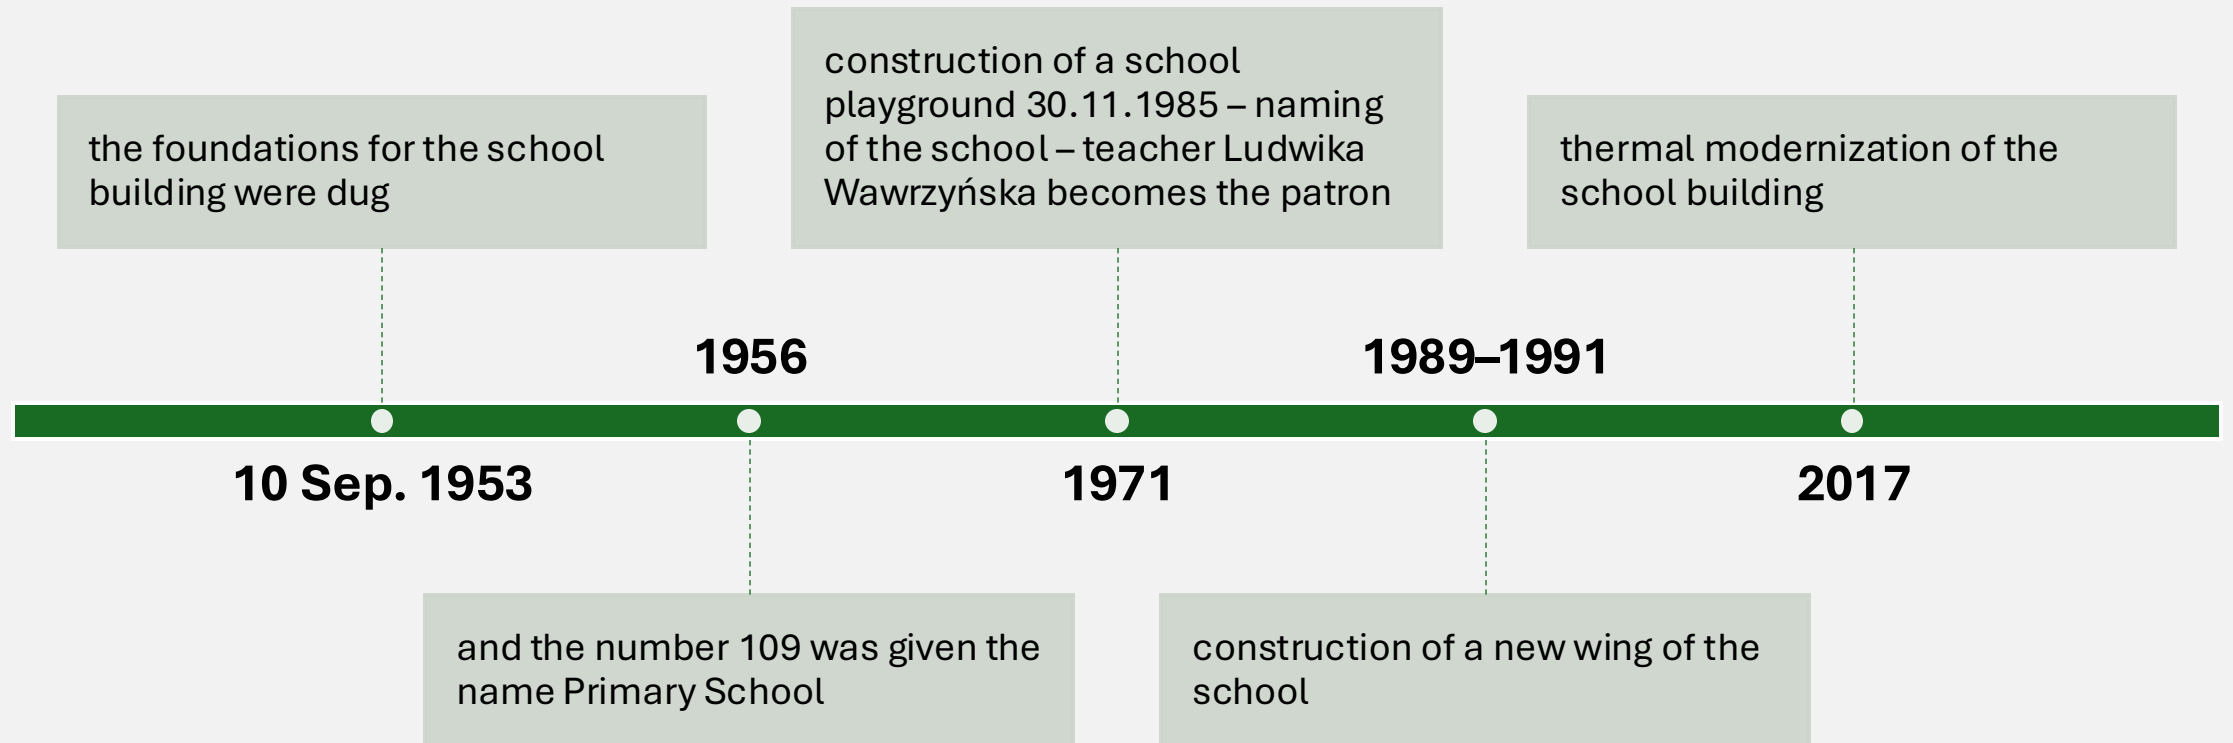 the foundations for the school
building were dug
10 Sep. 1953
1956
and the number 109 was given the
name Primary School
construction of a school
playground 30.11.1985 – naming
of the school – teacher Ludwika
Wawrzyńska becomes the patron
1971
1989–1991
construction of a new wing of the
school
thermal modernization of the
school building
2017